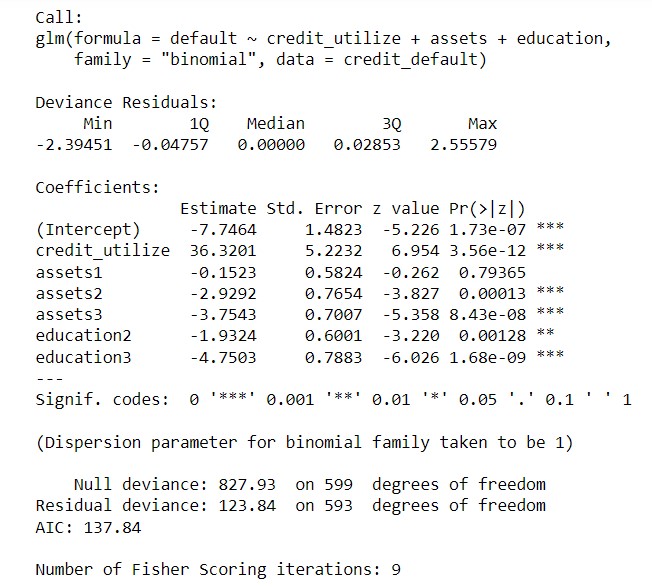 Call:
glm(formula = default ~ credit_utilize + assets + education,
    family = "binomial", data = credit_default)
Deviance Residuals:
     Min        1Q    Median        3Q       Max
-2.39451  -0.04757   0.00000   0.02853   2.55579
Coefficients:
               Estimate Std. Error z value Pr(>|z|)
(Intercept)     -7.7464     1.4823  -5.226 1.73e-07 ***
credit_utilize  36.3201     5.2232   6.954 3.56e-12 ***
assets1         -0.1523     0.5824  -0.262  0.79365
assets2         -2.9292     0.7654  -3.827  0.00013 ***
assets3         -3.7543     0.7007  -5.358 8.43e-08 ***
education2      -1.9324     0.6001  -3.220  0.00128 **
education3      -4.7503     0.7883  -6.026 1.68e-09 ***
---
Signif. codes:  0 '***' 0.001 '**' 0.01 '*' 0.05 '.' 0.1 ' ' 1
(Dispersion parameter for binomial family taken to be 1)
    Null deviance: 827.93  on 599  degrees of freedom
Residual deviance: 123.84  on 593  degrees of freedom
AIC: 137.84
Number of Fisher Scoring iterations: 9